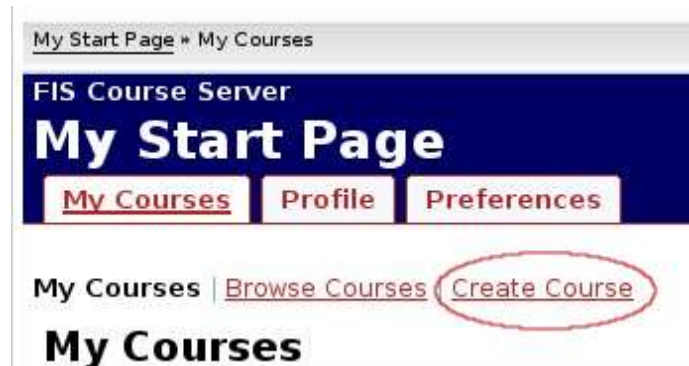 My Start Page » My Courses
FIS Course Server
My Start Page
My Courses Profile Preferences
My Courses | Browse Courses Create Course
My Courses